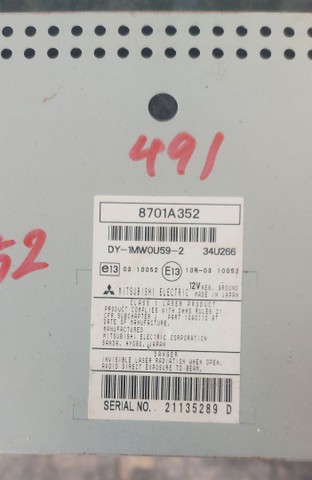 491
52
8701A352
DY-1MW0U59-2 34U266
e13 03 10052 E13 10R-03 10052
12V NEG. GROUND
MITSUBISHI ELECTRIC MADE IN JAPAN
CLASS 1 LASER PRODUCT
PRODUCT COMPLIES WITH DHHS RULES 21
CFR SUBCHAPTER J PART 1040
DATE OF MANUFACTURE:
MANUFACTURED
MITSUBISHI ELECTRIC CORPORATION
SANDA, HYOGO, JAPAN
DANGER
INVISIBLE LASER RADIATION WHEN OPEN.
AVOID DIRECT EXPOSURE TO BEAM.
SERIAL NO. 21135289 D